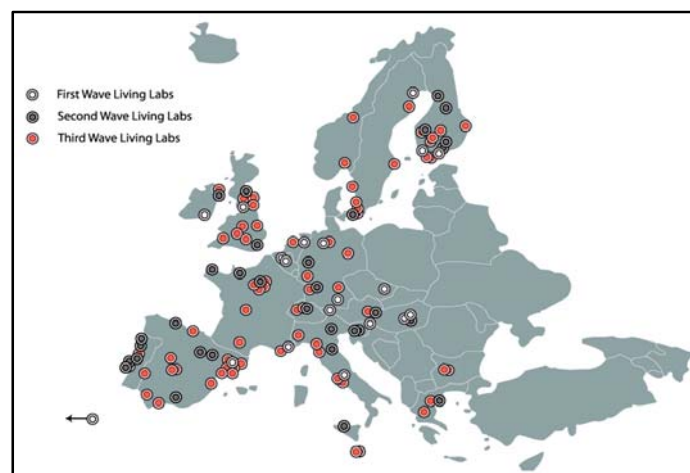 First Wave Living Labs
Second Wave Living Labs
Third Wave Living Labs